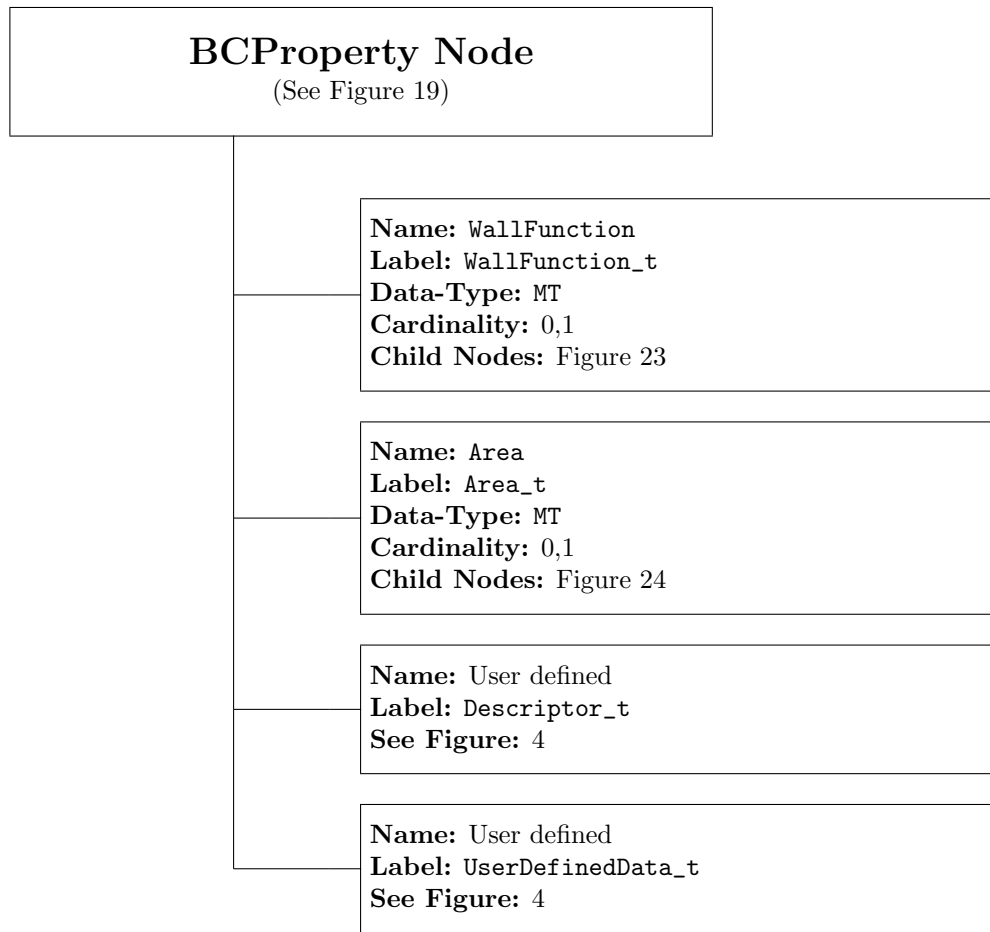 BCProperty Node
(See Figure 19)
Name: WallFunction
Label: WallFunction_t
Data-Type: MT
Cardinality: 0,1
Child Nodes: Figure 23
Name: Area
Label: Area_t
Data-Type: MT
Cardinality: 0,1
Child Nodes: Figure 24
Name: User defined
Label: Descriptor_t
See Figure: 4
Name: User defined
Label: UserDefinedData_t
See Figure: 4